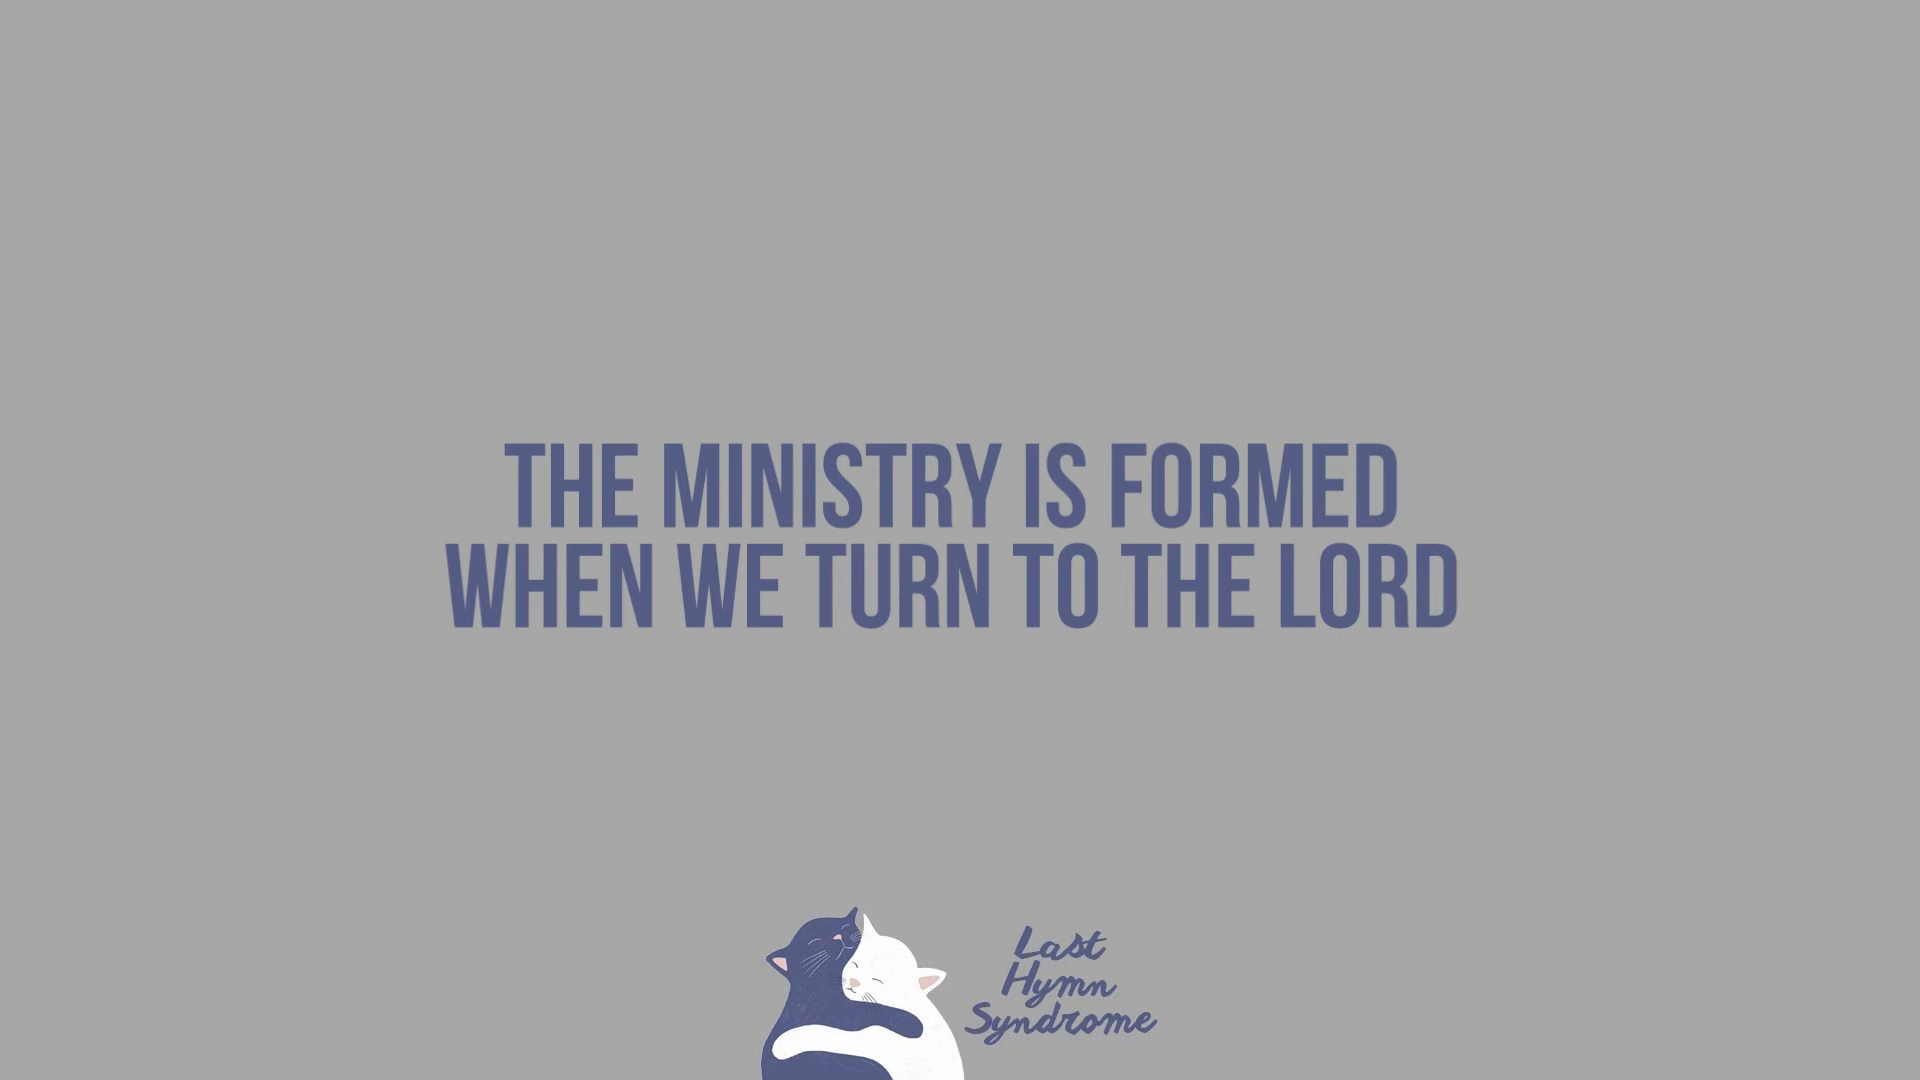 THE MINISTRY IS FORMED
WHEN WE TURN TO THE LORD
Last
Hymn
Syndrome